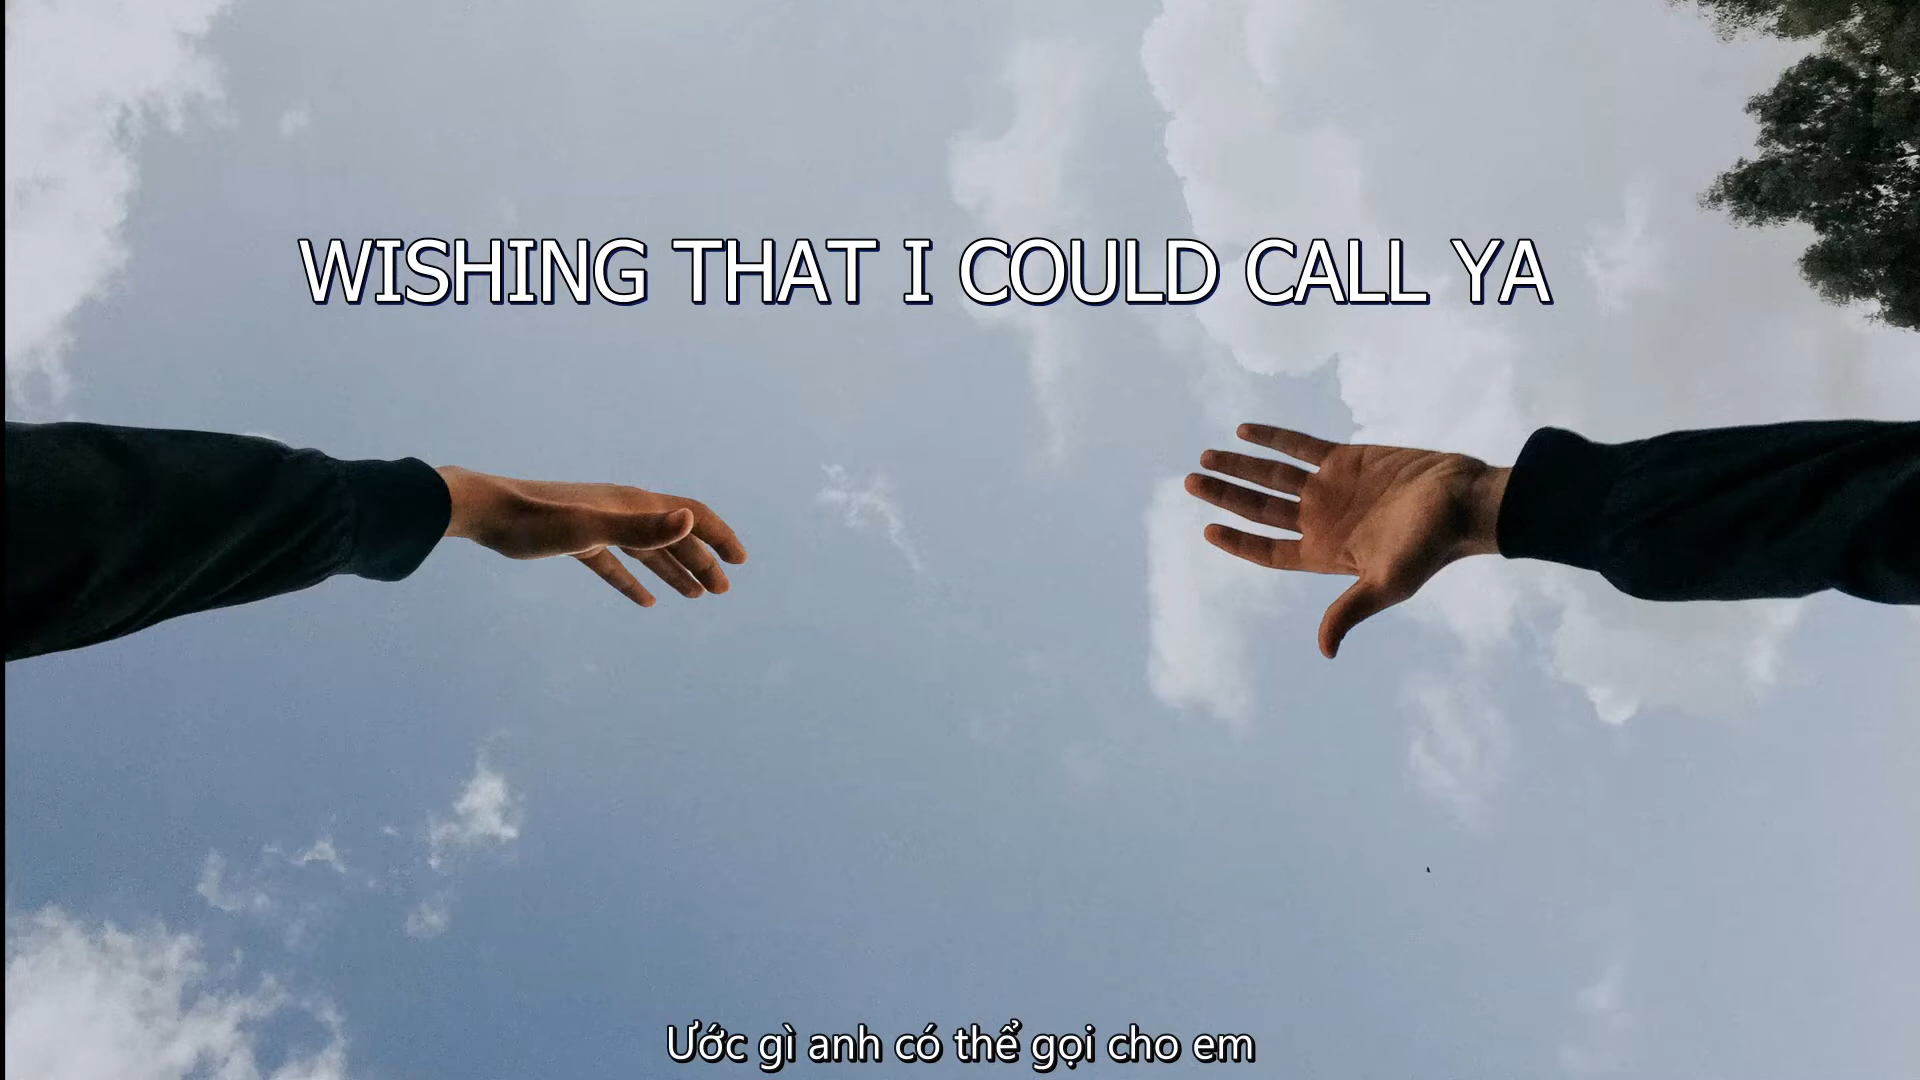 WISHING THAT I COULD CALL YA
Ước gì anh có thể gọi cho em